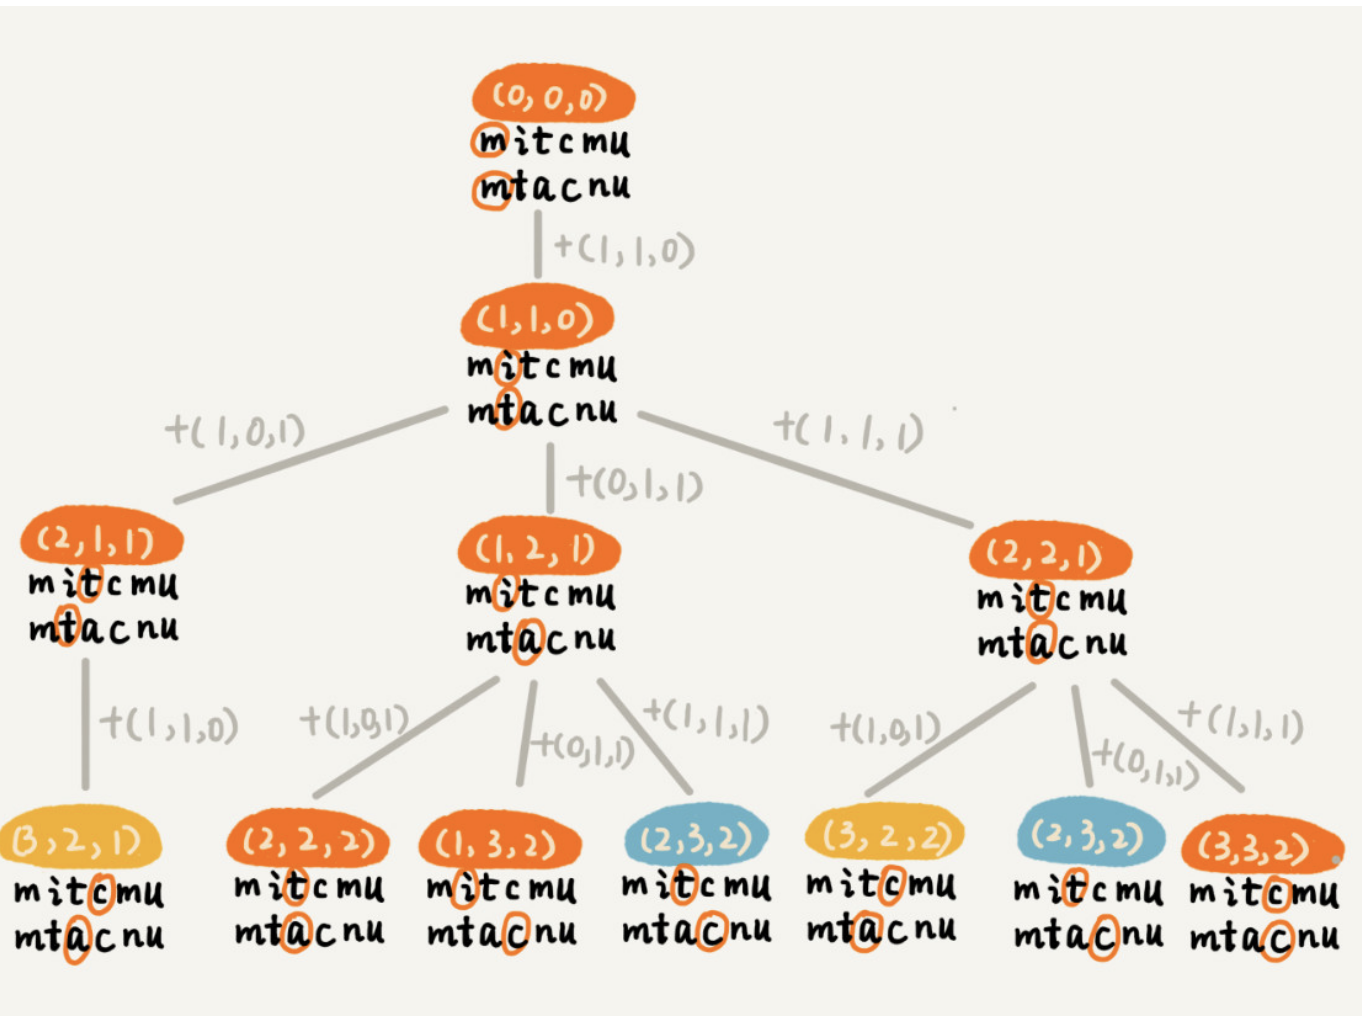 (0, 0, 0)
mitcmu
mtacnu
+(1, 1, 0)
(1, 1, 0)
mitcmu
mtacnu
+(1, 0, 1)
+(0, 1, 1)
+(1, 1, 1)
(2, 1, 1)
mitcmu
mtacnu
(1, 2, 1)
mitcmu
mtacnu
(2, 2, 1)
mitcmu
mtacnu
+(1, 1, 0)
+(1, 0, 1)
+(0, 1, 1)
+(1, 1, 1)
+(1, 0, 1)
+(0, 1, 1)
+(1, 1, 1)
(3, 2, 1)
mitcmu
mtacnu
(2, 2, 2)
mitcmu
mtacnu
(1, 3, 2)
mitcmu
mtacnu
(2, 3, 2)
mitcmu
mtacnu
(3, 2, 2)
mitcmu
mtacnu
(2, 3, 2)
mitcmu
mtacnu
(3, 3, 2)
mitcmu
mtacnu